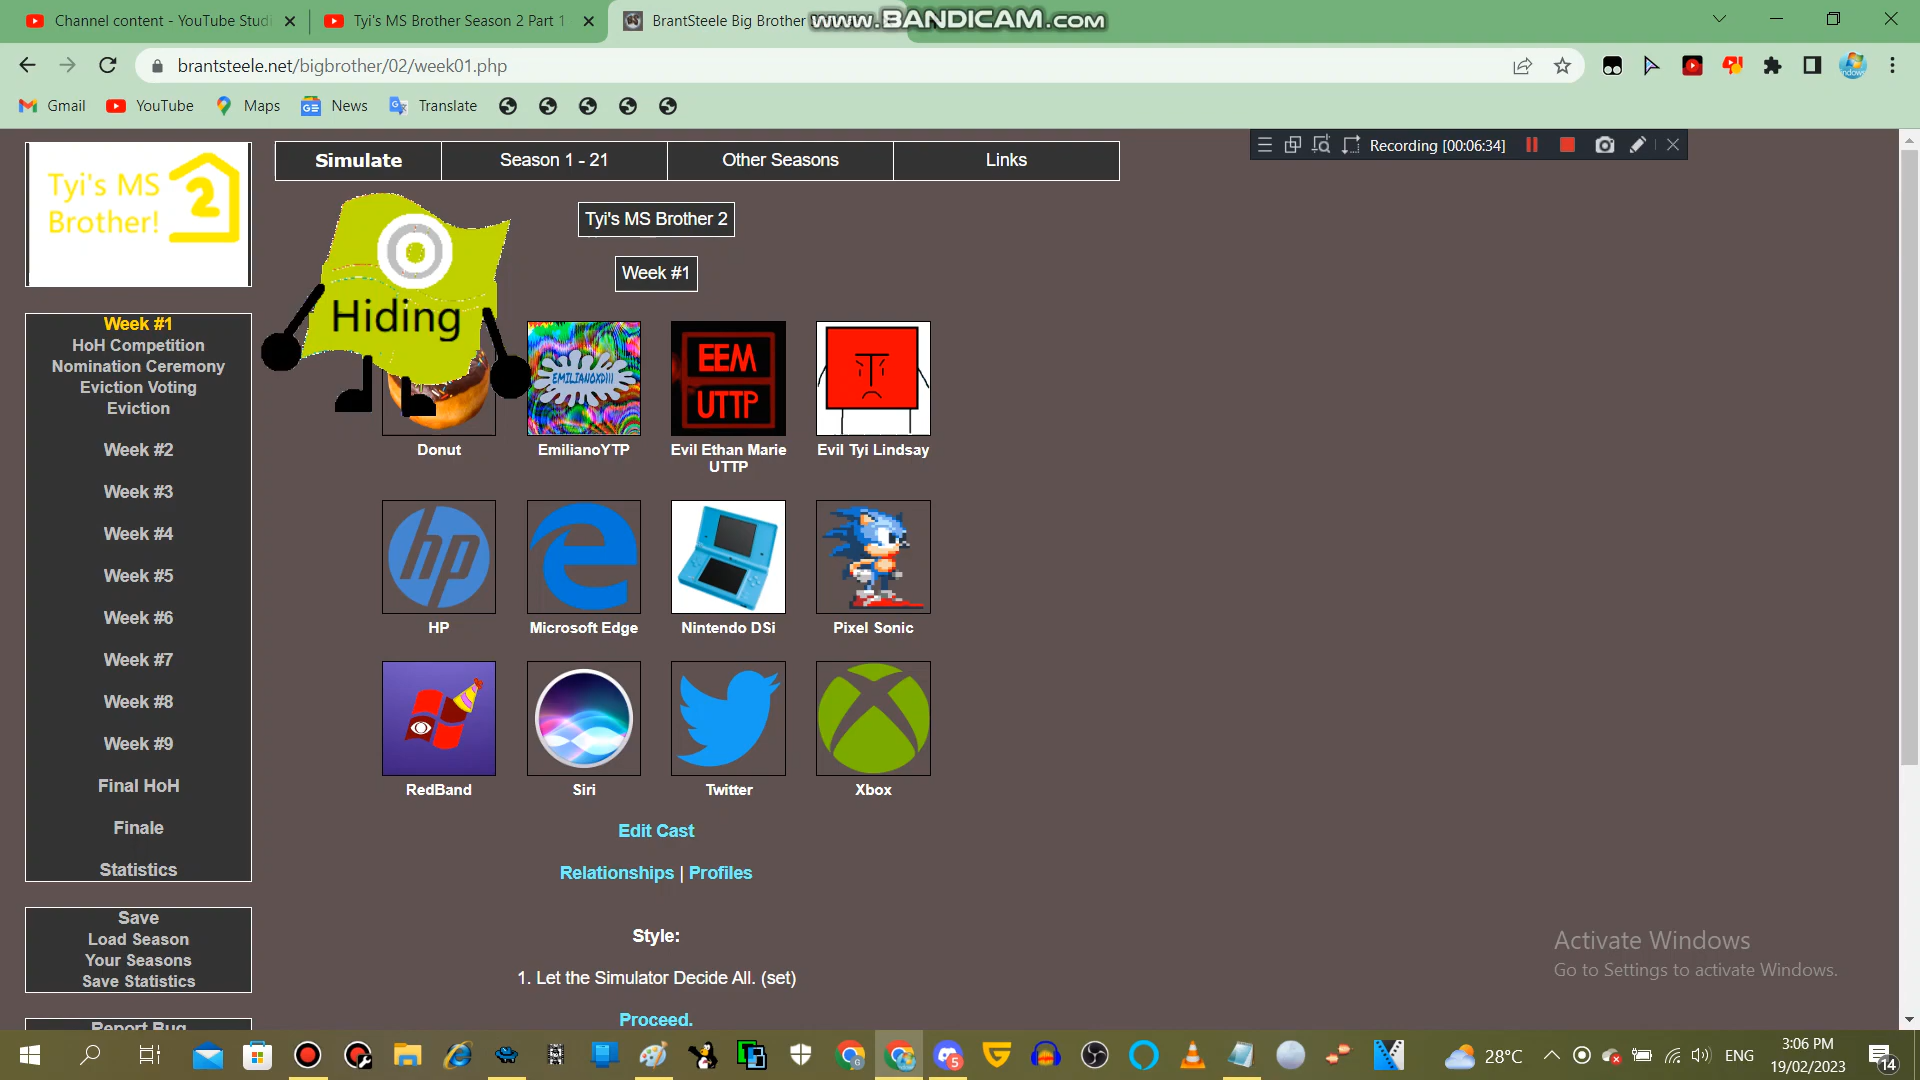 Channel content - YouTube Studi
Tyi's MS Brother Season 2 Part 1
BrantSteele Big Brother
www.BANDICAM.com
brantsteele.net/bigbrother/02/week01.php
Gmail
YouTube
Maps
News
Translate
Recording [00:06:34]
Tyi's MS
Brother!
2
Simulate
Season 1 - 21
Other Seasons
Links
Tyi's MS Brother 2
Week #1
Hiding
Week #1
HoH Competition
Nomination Ceremony
Eviction Voting
Eviction
Week #2
Week #3
Week #4
Week #5
Week #6
Week #7
Week #8
Week #9
Final HoH
Finale
Statistics
Save
Load Season
Your Seasons
Save Statistics
Report Bug
EMILIANOXDIII
EEM
UTTP
Donut
EmilianoYTP
Evil Ethan Marie
UTTP
Evil Tyi Lindsay
hp
HP
Microsoft Edge
Nintendo DSi
Pixel Sonic
RedBand
Siri
Twitter
Xbox
Edit Cast
Relationships | Profiles
Style:
1. Let the Simulator Decide All. (set)
Proceed.
Activate Windows
Go to Settings to activate Windows.
5
28°C
ENG
3:06 PM
19/02/2023
14